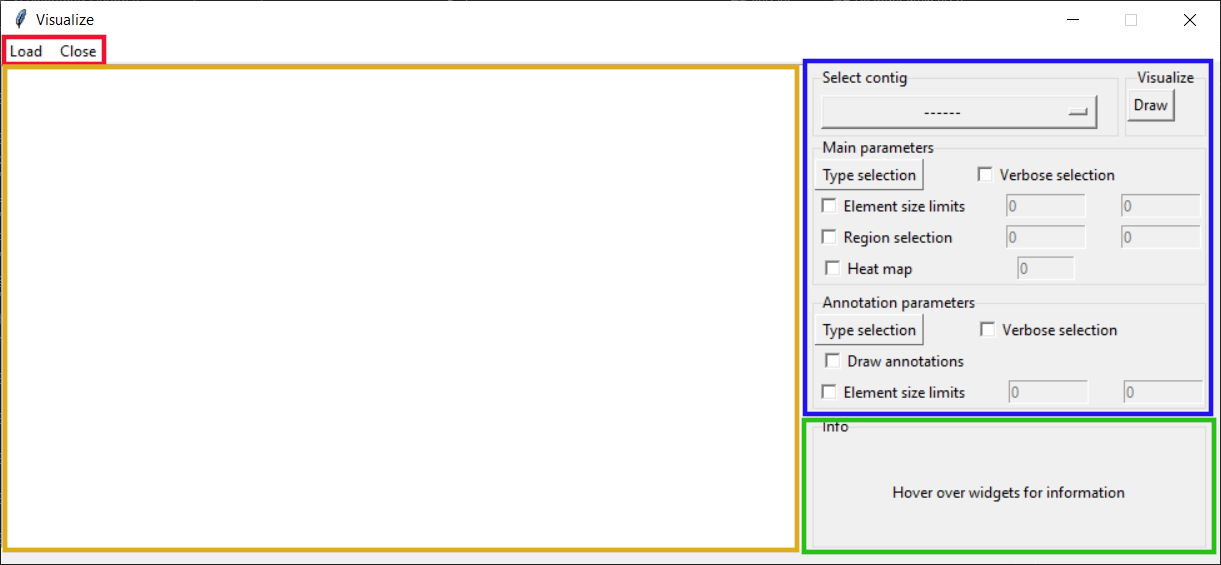 Visualize
Load Close
Select contig Visualize
------ Draw
Main parameters
Type selection Verbose selection
Element size limits 0 0
Region selection 0 0
Heat map 0
Annotation parameters
Type selection Verbose selection
Draw annotations
Element size limits 0 0
Info
Hover over widgets for information